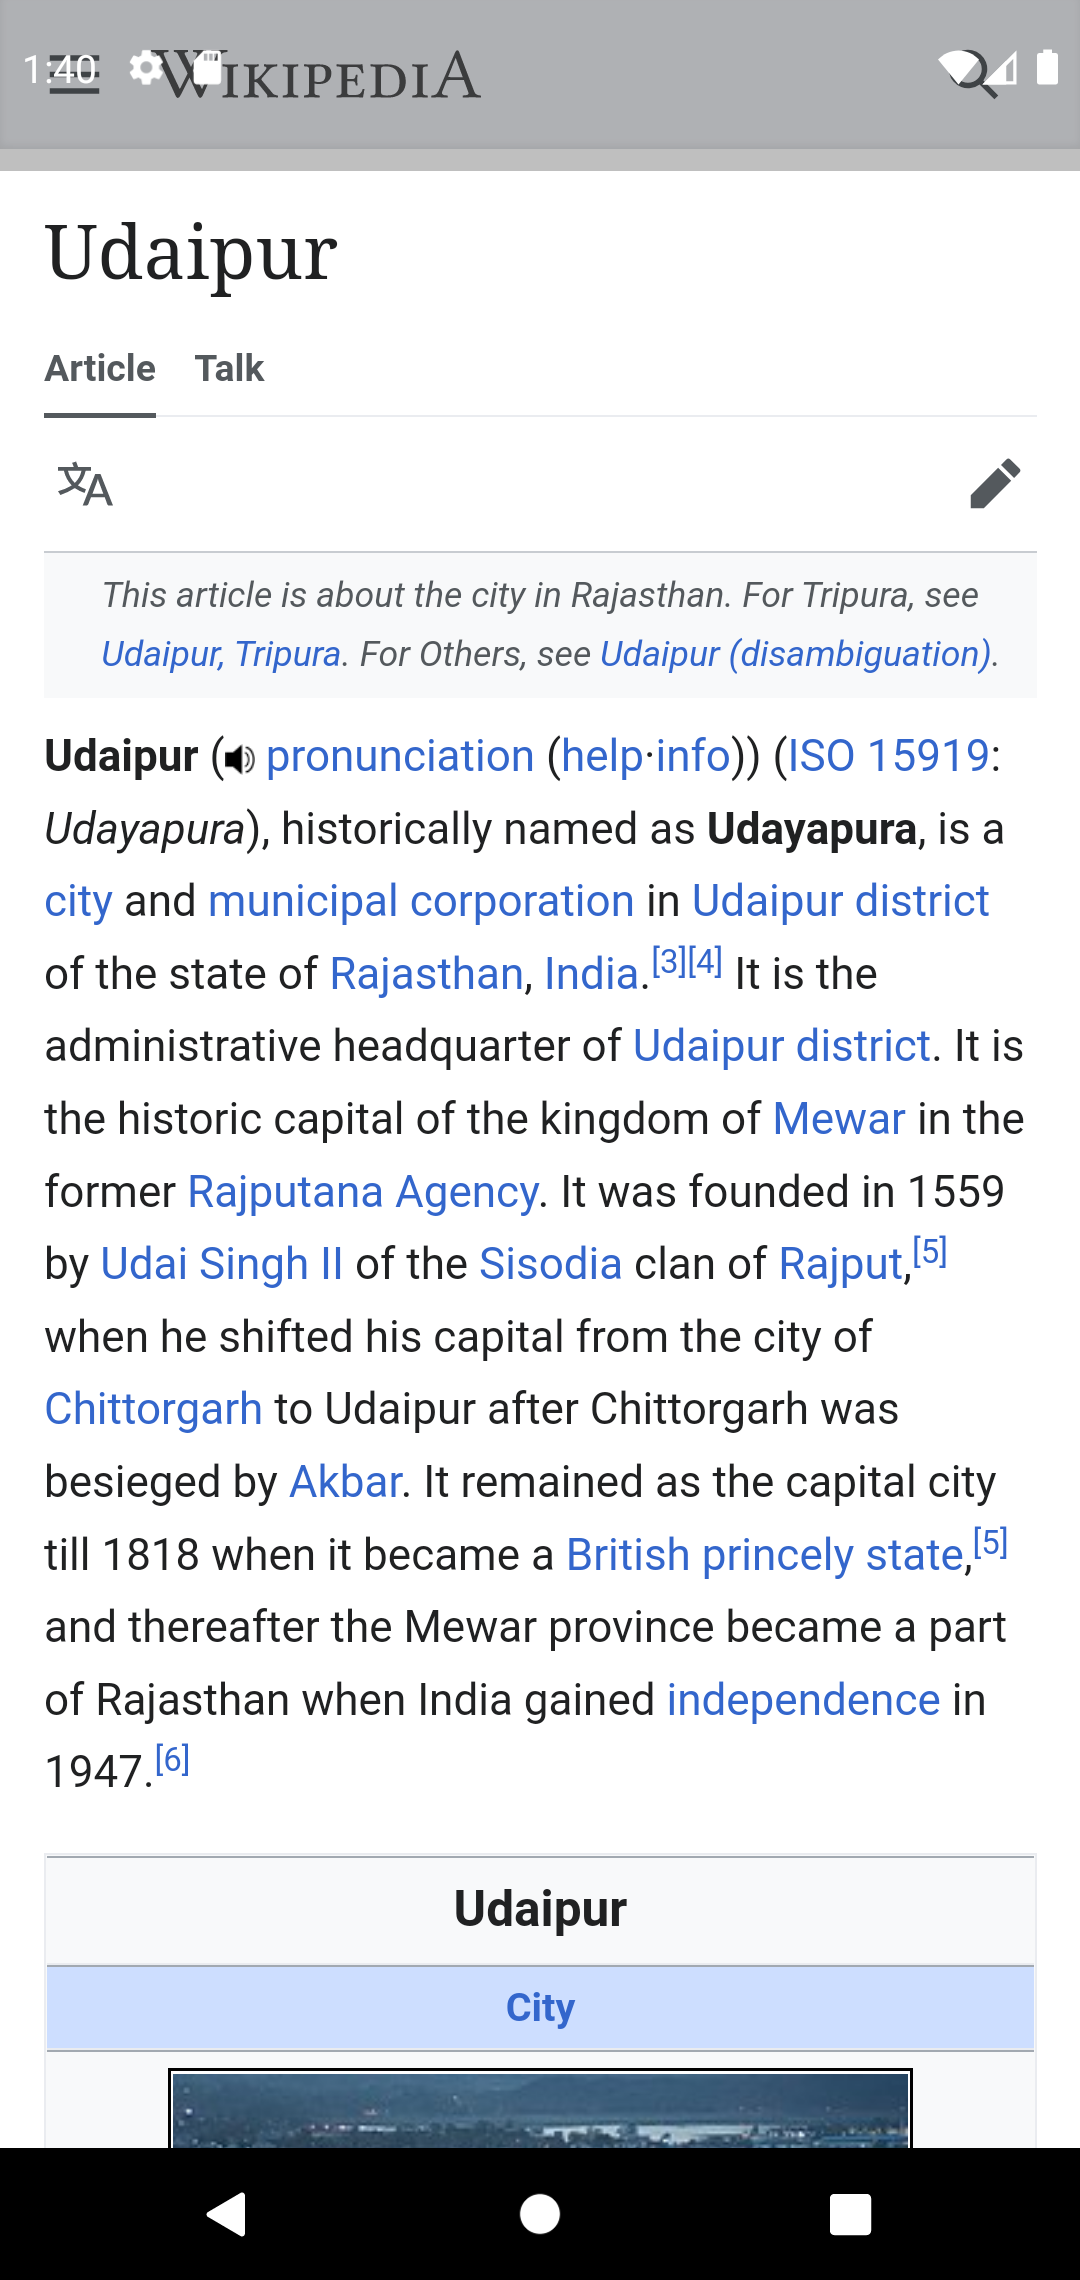 1:40
WIKIPEDIA
Udaipur
Article Talk
文A
This article is about the city in Rajasthan. For Tripura, see
Udaipur, Tripura. For Others, see Udaipur (disambiguation).
Udaipur ( pronunciation (help·info)) (ISO 15919:
Udayapura), historically named as Udayapura, is a
city and municipal corporation in Udaipur district
of the state of Rajasthan, India.[3][4] It is the
administrative headquarter of Udaipur district. It is
the historic capital of the kingdom of Mewar in the
former Rajputana Agency. It was founded in 1559
by Udai Singh II of the Sisodia clan of Rajput,[5]
when he shifted his capital from the city of
Chittorgarh to Udaipur after Chittorgarh was
besieged by Akbar. It remained as the capital city
till 1818 when it became a British princely state,[5]
and thereafter the Mewar province became a part
of Rajasthan when India gained independence in
1947.[6]
Udaipur
City